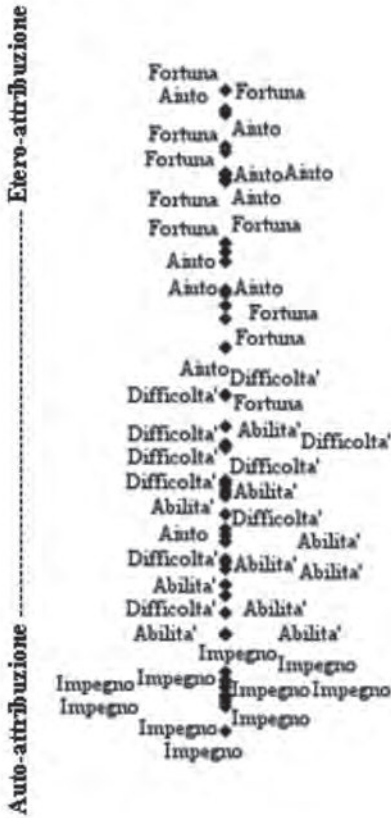 Auto-attribuzione ---------------------- Etero-attribuzione
Fortuna
Aiuto Fortuna
Fortuna Aiuto
Fortuna
Aiuto Aiuto
Fortuna Aiuto
Fortuna Fortuna
Aiuto
Aiuto Aiuto
Fortuna
Fortuna
Aiuto Difficolta'
Difficolta' Fortuna
Difficolta' Abilita' Difficolta'
Difficolta' Difficolta'
Difficolta' Abilita'
Abilita' Difficolta'
Aiuto Abilita'
Difficolta' Abilita' Abilita'
Abilita'
Difficolta' Abilita'
Abilita' Abilita'
Impegno Impegno
Impegno Impegno Impegno Impegno
Impegno Impegno
Impegno
Impegno